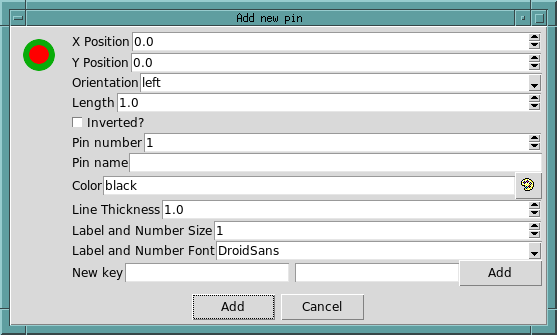 Add new pin
X Position 0.0
Y Position 0.0
Orientation left
Length 1.0
Inverted?
Pin number 1
Pin name
Color black
Line Thickness 1.0
Label and Number Size 1
Label and Number Font DroidSans
New key Add
Add Cancel